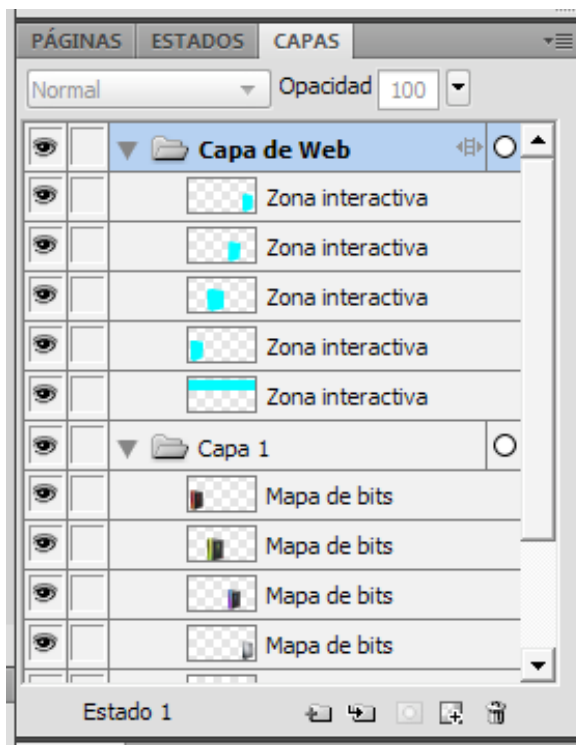 PÁGINAS ESTADOS CAPAS
Normal Opacidad 100
Capa de Web
Zona interactiva
Zona interactiva
Zona interactiva
Zona interactiva
Zona interactiva
Capa 1
Mapa de bits
Mapa de bits
Mapa de bits
Mapa de bits
Estado 1